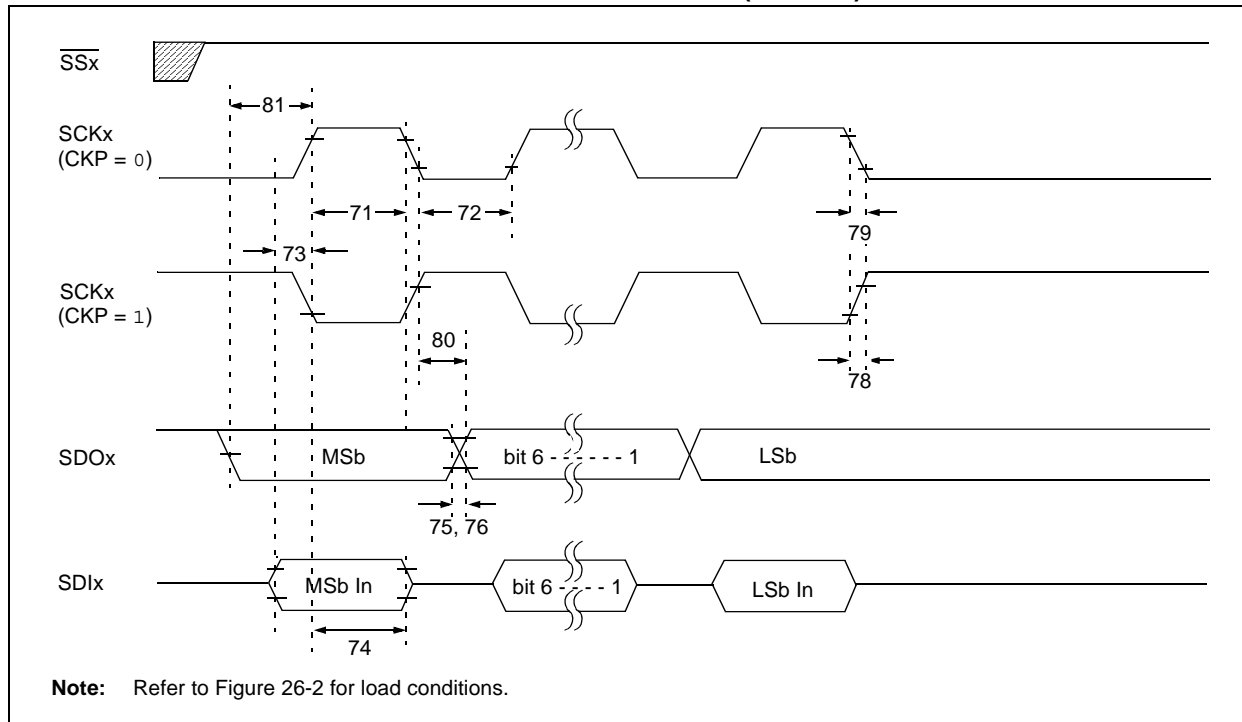 SSx
81
SCKx
(CKP = 0)
71
72
79
73
SCKx
(CKP = 1)
80
78
SDOx
MSb
bit 6 - - - - - - - 1
LSb
75, 76
SDIx
MSb In
bit 6 - - - - - 1
LSb In
74
Note: Refer to Figure 26-2 for load conditions.